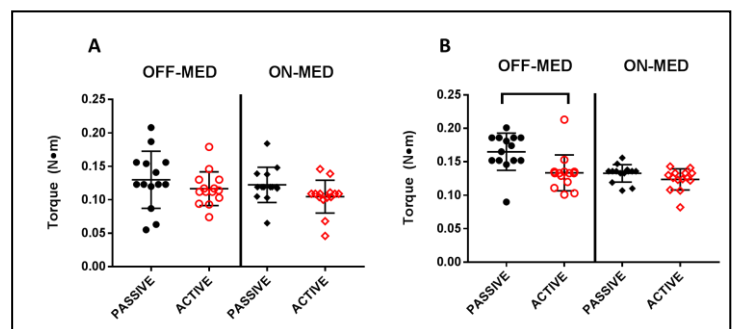 A
OFF-MED ON-MED
Torque (N•m)
0.25
0.20
0.15
0.10
0.05
0.00
PASSIVE ACTIVE PASSIVE ACTIVE
B
OFF-MED ON-MED
Torque (N•m)
0.25
0.20
0.15
0.10
0.05
0.00
PASSIVE ACTIVE PASSIVE ACTIVE